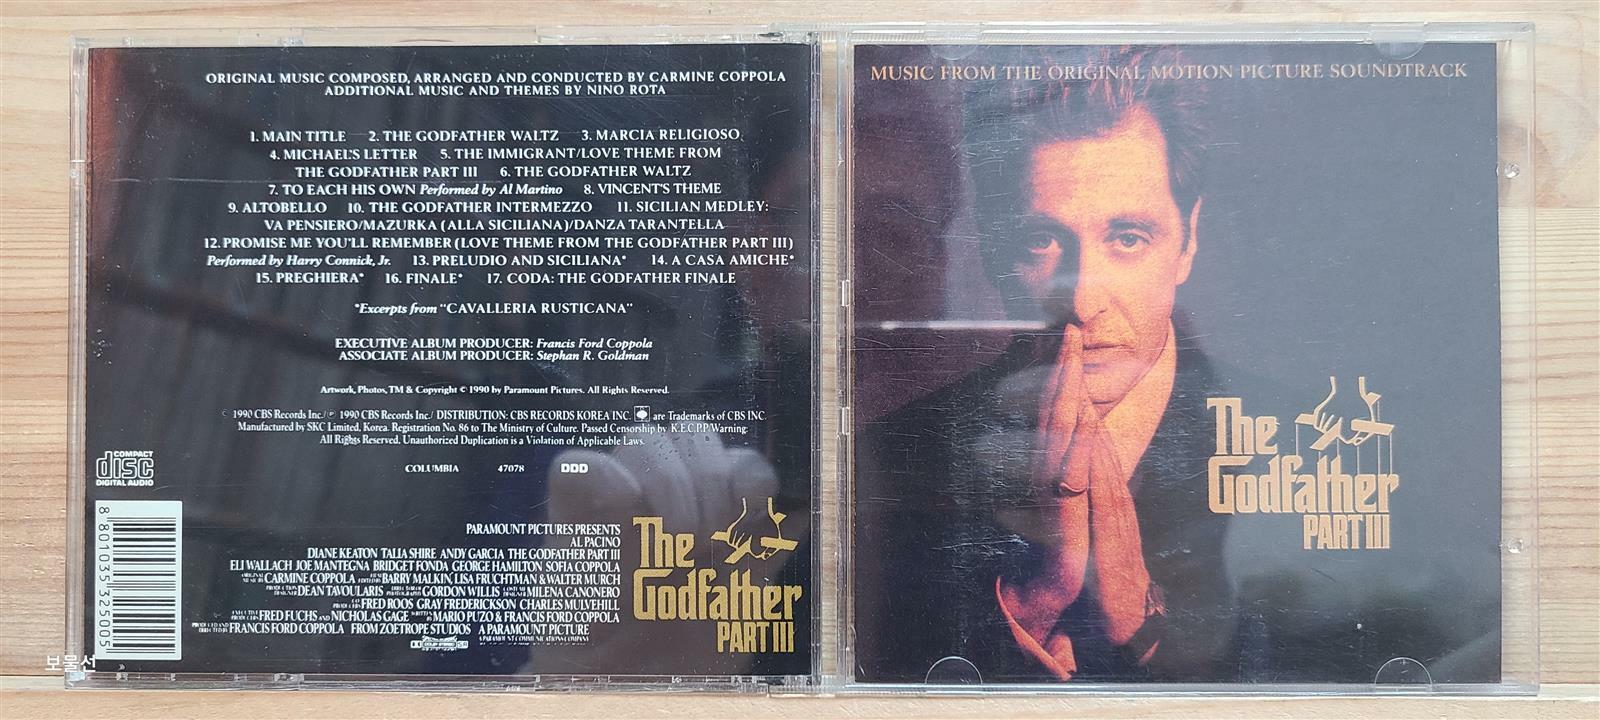 ORIGINAL MUSIC COMPOSED, ARRANGED AND CONDUCTED BY CARMINE COPPOLA
ADDITIONAL MUSIC AND THEMES BY NINO ROTA
1. MAIN TITLE 2. THE GODFATHER WALTZ 3. MARCIA RELIGIOSO
4. MICHAEL'S LETTER 5. THE IMMIGRANT/LOVE THEME FROM
THE GODFATHER PART III 6. THE GODFATHER WALTZ
7. TO EACH HIS OWN Performed by Al Martino 8. VINCENT'S THEME
9. ALTOBELLO 10. THE GODFATHER INTERMEZZO 11. SICILIAN MEDLEY:
VA PENSIERO/MAZURKA (ALLA SICILIANA)/DANZA TARANTELLA
12. PROMISE ME YOU'LL REMEMBER (LOVE THEME FROM THE GODFATHER PART III)
Performed by Harry Connick, Jr. 13. PRELUDIO AND SICILIANA* 14. A CASA AMICHE*
15. PREGHIERA* 16. FINALE* 17. CODA: THE GODFATHER FINALE
*Excerpts from "CAVALLERIA RUSTICANA"
EXECUTIVE ALBUM PRODUCER: Francis Ford Coppola
ASSOCIATE ALBUM PRODUCER: Stephan R. Goldman
Artwork, Photos, TM & Copyright © 1990 by Paramount Pictures. All Rights Reserved.
© 1990 CBS Records Inc./℗ 1990 CBS Records Inc./ DISTRIBUTION: CBS RECORDS KOREA INC. are Trademarks of CBS INC.
Manufactured by SKC Limited, Korea. Registration No. 86 to The Ministry of Culture. Passed Censorship by K.E.C.P.P/Warning:
All Rights Reserved. Unauthorized Duplication is a Violation of Applicable Laws.
COLUMBIA 47078 DDD
COMPACT
disc
DIGITAL AUDIO
8 801035 325005
PARAMOUNT PICTURES PRESENTS
AL PACINO
DIANE KEATON TALIA SHIRE ANDY GARCIA THE GODFATHER PART III
ELI WALLACH JOE MANTEGNA BRIDGET FONDA GEORGE HAMILTON SOFIA COPPOLA
CARMINE COPPOLA BARRY MALKIN, LISA FRUCHTMAN & WALTER MURCH
DEAN TAVOULARIS GORDON WILLIS MILENA CANONERO
FRED ROOS GRAY FREDERICKSON CHARLES MULVEHILL
FRED FUCHS AND NICHOLAS GAGE MARIO PUZO & FRANCIS FORD COPPOLA
FRANCIS FORD COPPOLA FROM ZOETROPE STUDIOS A PARAMOUNT PICTURE
The
Godfather
PART III
보물선
MUSIC FROM THE ORIGINAL MOTION PICTURE SOUNDTRACK
The
Godfather
PART III